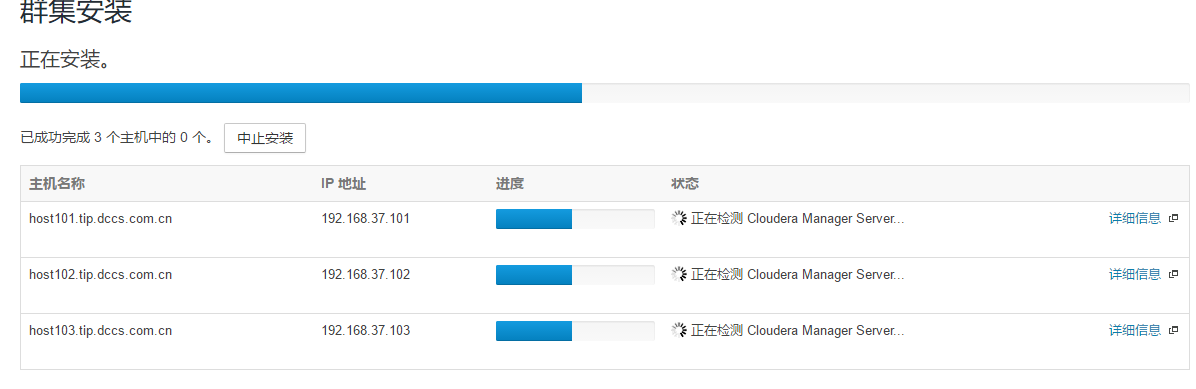 群集安装
正在安装。
已成功完成 3 个主机中的 0 个。 中止安装
主机名称 IP 地址 进度 状态
host101.tip.dccs.com.cn 192.168.37.101 正在检测 Cloudera Manager Server... 详细信息
host102.tip.dccs.com.cn 192.168.37.102 正在检测 Cloudera Manager Server... 详细信息
host103.tip.dccs.com.cn 192.168.37.103 正在检测 Cloudera Manager Server... 详细信息